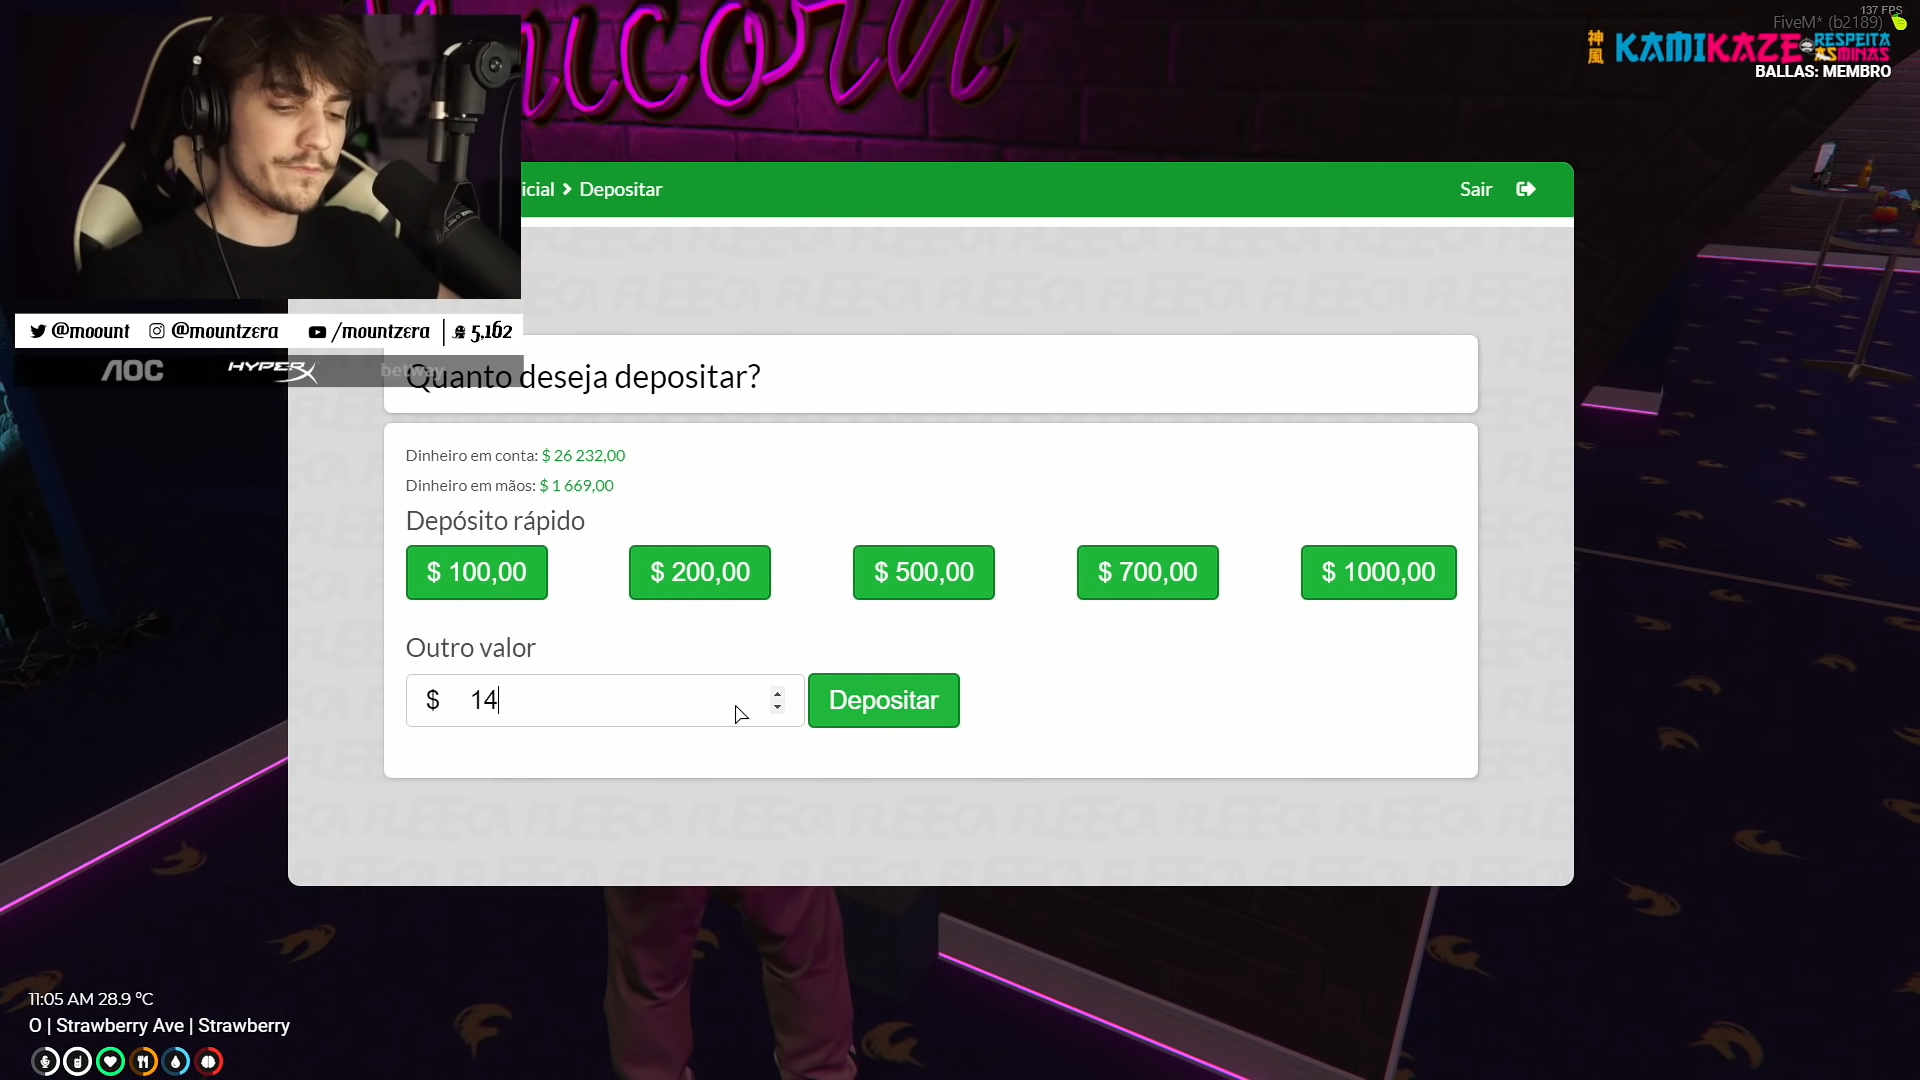 137 FPS
FiveM* (b2189)
神風 KAMIKAZE RESPEITA AS MINAS
BALLAS: MEMBRO
icial > Depositar
Sair
@moount @mountzera /mountzera | 5,162
AOC HYPERX betway
Quanto deseja depositar?
Dinheiro em conta: $ 26 232,00
Dinheiro em mãos: $ 1 669,00
Depósito rápido
$ 100,00 $ 200,00 $ 500,00 $ 700,00 $ 1000,00
Outro valor
$ 14 Depositar
11:05 AM 28.9 °C
O | Strawberry Ave | Strawberry